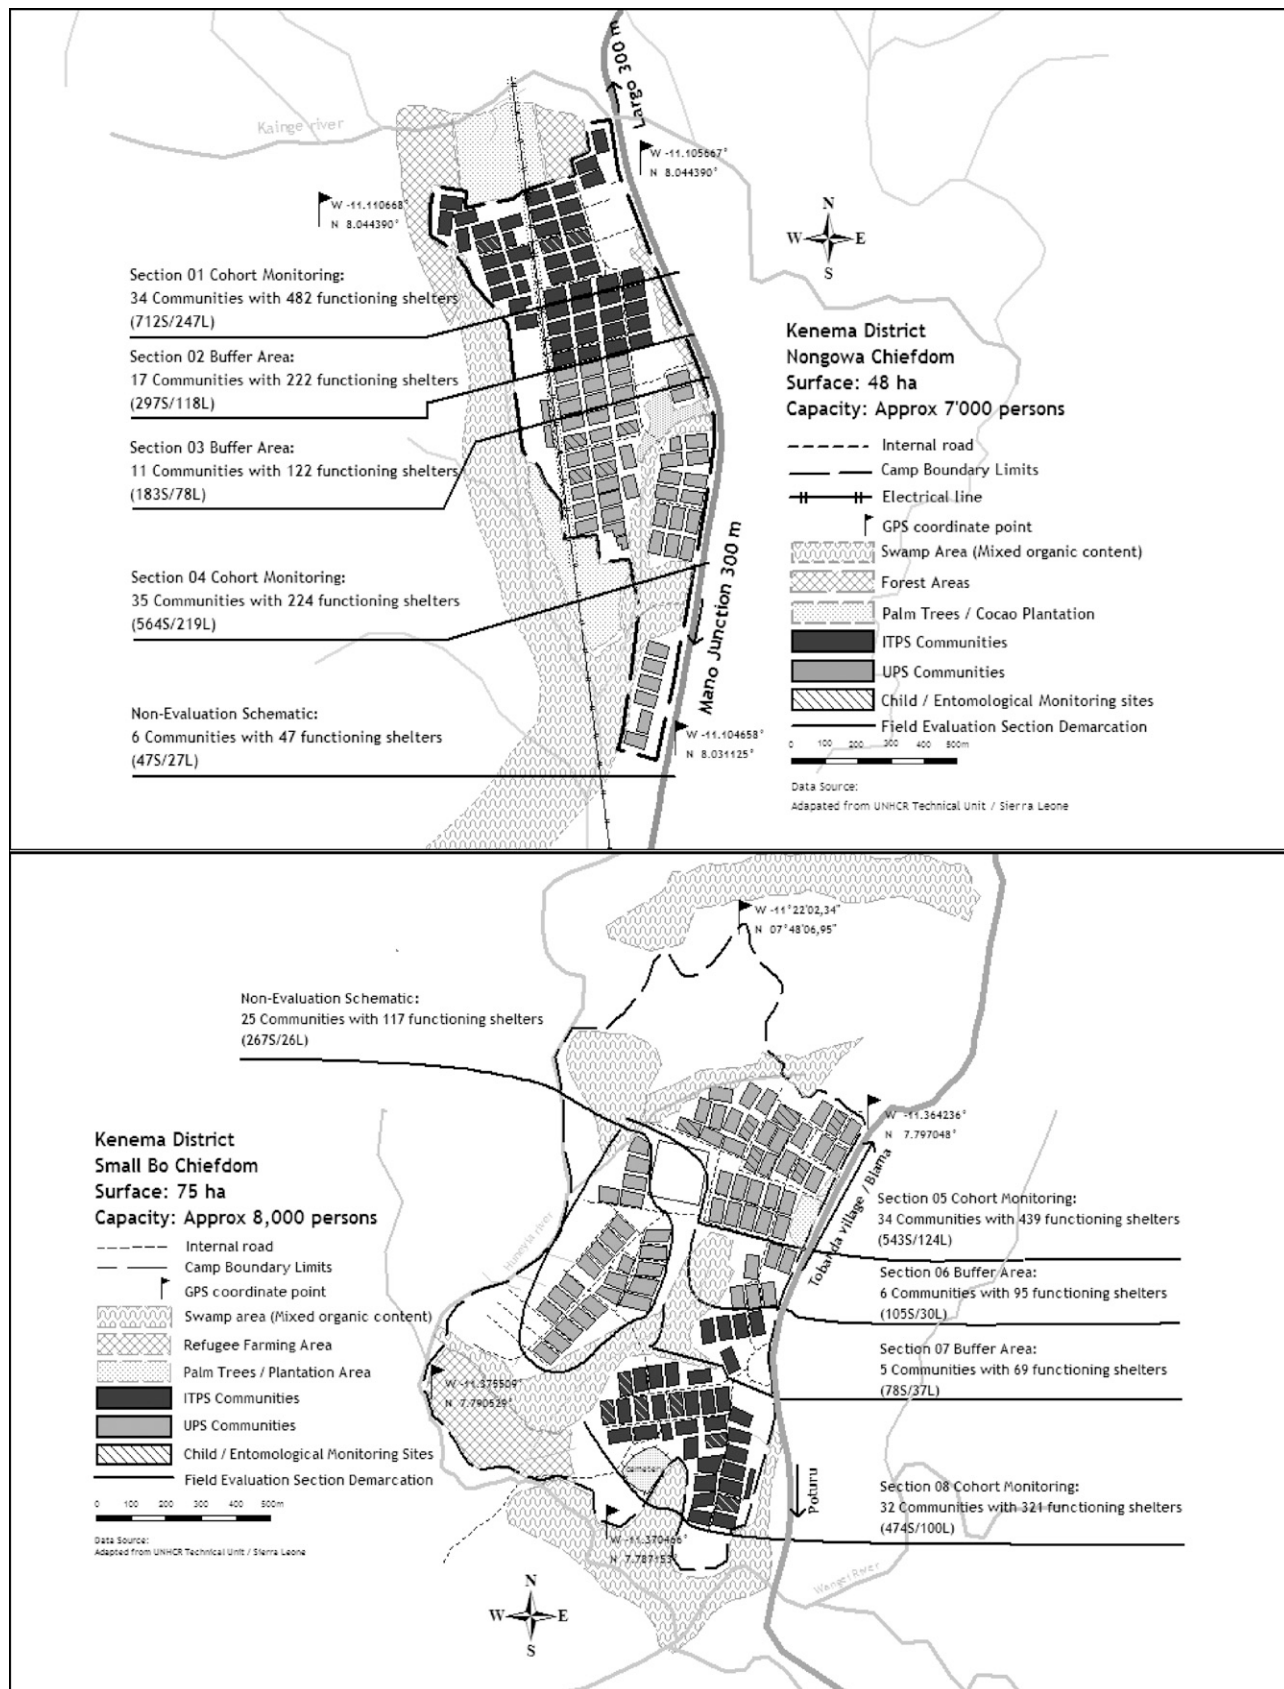 Largo 300 m
Kainge river
W -11.105667°
N 8.044390°
W -11.110668°
N 8.044390°
N
W E
S
Section 01 Cohort Monitoring:
34 Communities with 482 functioning shelters
(712S/247L)
Section 02 Buffer Area:
17 Communities with 222 functioning shelters
(297S/118L)
Section 03 Buffer Area:
11 Communities with 122 functioning shelters
(183S/78L)
Section 04 Cohort Monitoring:
35 Communities with 224 functioning shelters
(564S/219L)
Non-Evaluation Schematic:
6 Communities with 47 functioning shelters
(47S/27L)
Mano Junction 300 m
W -11.104658°
N 8.031125°
Kenema District
Nongowa Chiefdom
Surface: 48 ha
Capacity: Approx 7'000 persons
Internal road
Camp Boundary Limits
Electrical line
GPS coordinate point
Swamp Area (Mixed organic content)
Forest Areas
Palm Trees / Cocao Plantation
ITPS Communities
UPS Communities
Child / Entomological Monitoring sites
Field Evaluation Section Demarcation
0 100 200 300 500m
Data Source:
Adapated from UNHCR Technical Unit / Sierra Leone
W -11°22'02,34"
N 07°48'06,95"
Non-Evaluation Schematic:
25 Communities with 117 functioning shelters
(267S/26L)
W -11.364236°
N 7.797048°
Kenema District
Small Bo Chiefdom
Surface: 75 ha
Capacity: Approx 8,000 persons
Internal road
Camp Boundary Limits
GPS coordinate point
Swamp area (Mixed organic content)
Refugee Farming Area
Palm Trees / Plantation Area
ITPS Communities
UPS Communities
Child / Entomological Monitoring Sites
Field Evaluation Section Demarcation
0 100 200 300 400 500m
Data Source:
Adapted from UNHCR Technical Unit / Sierra Leone
river
Tobanda village / Blama
Section 05 Cohort Monitoring:
34 Communities with 439 functioning shelters
(543S/124L)
Section 06 Buffer Area:
6 Communities with 95 functioning shelters
(105S/30L)
Section 07 Buffer Area:
5 Communities with 69 functioning shelters
(78S/37L)
W -11.375509°
N 7.790529°
cemetery
Poturu
Section 08 Cohort Monitoring:
32 Communities with 321 functioning shelters
(474S/100L)
W -11.370466°
N 7.787153°
River
N
W E
S